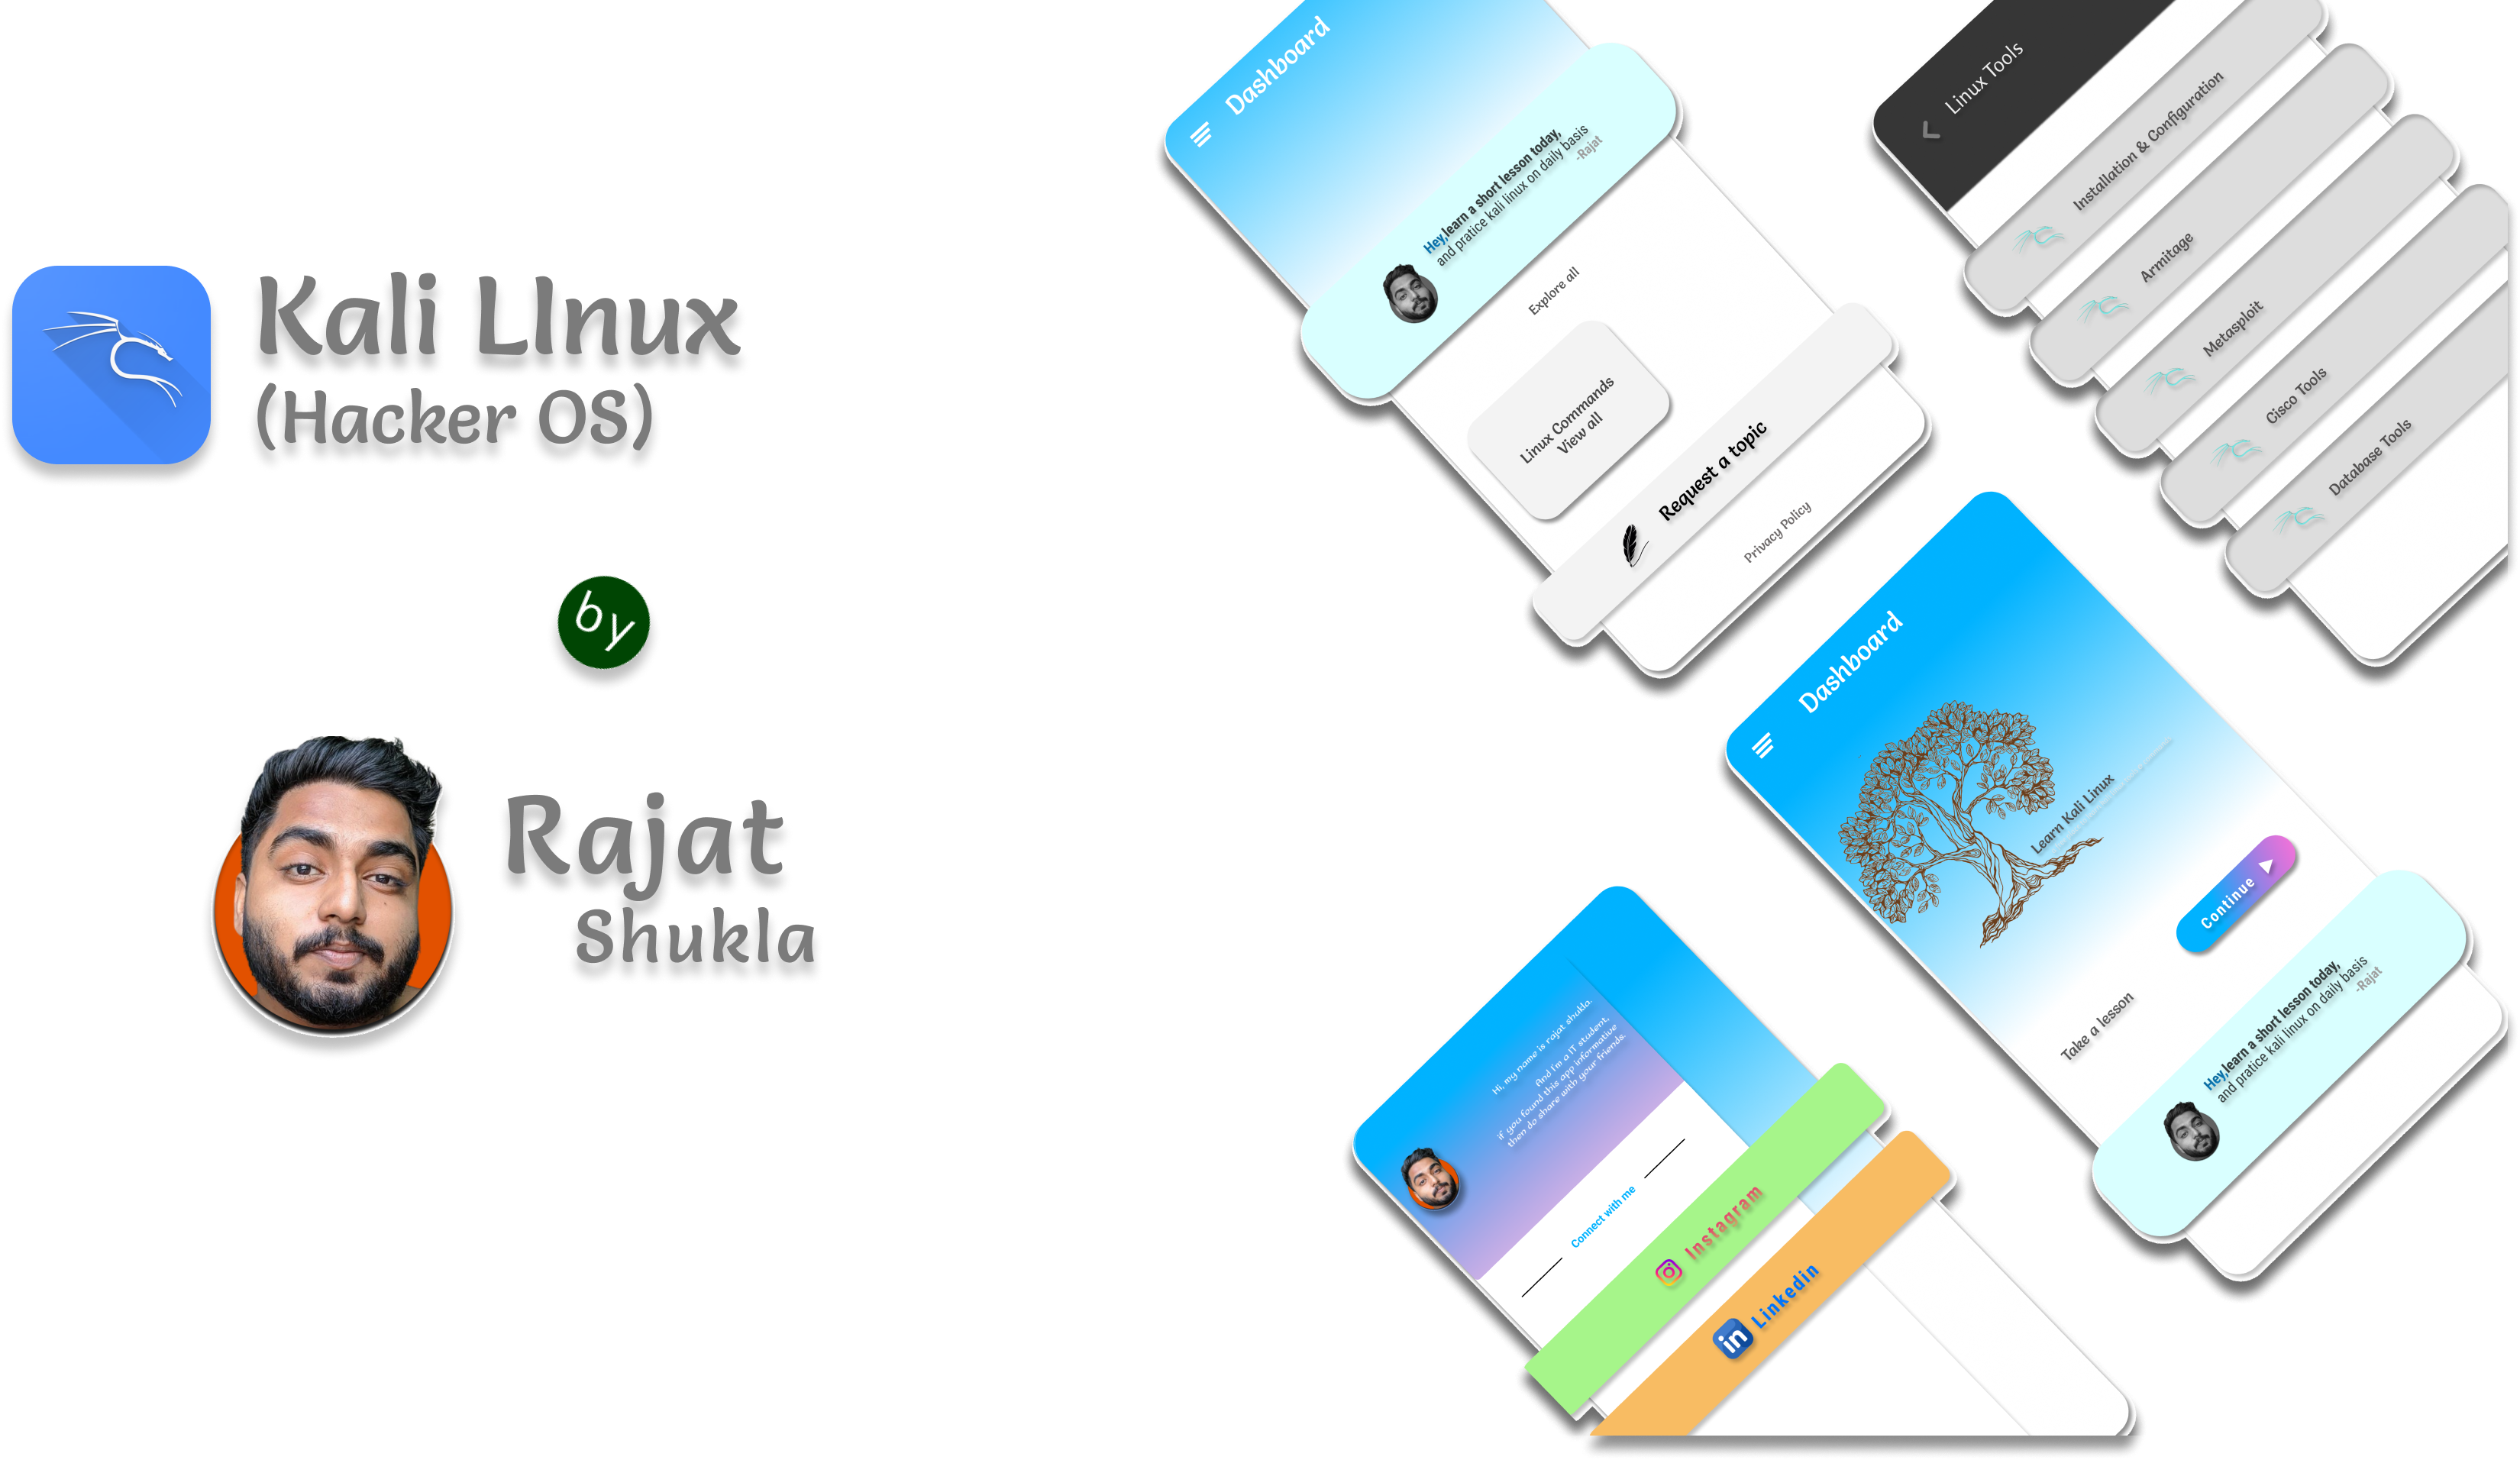 Kali LInux
(Hacker OS)
by
Rajat
Shukla
Dashboard
Hey,learn a short lesson today,
and pratice kali linux on daily basis
-Rajat
Explore all
Linux Commands
View all
Request a topic
Privacy Policy
Linux Tools
Installation & Configuration
Armitage
Metasploit
Cisco Tools
Database Tools
Dashboard
Learn Kali Linux
Continue
Take a lesson
Hey,learn a short lesson today,
and pratice kali linux on daily basis
-Rajat
Hi, my name is rajat shukla.
And i'm a IT student,
if you found this app informative
then do share with your friends.
Connect with me
Instagram
in Linkedin